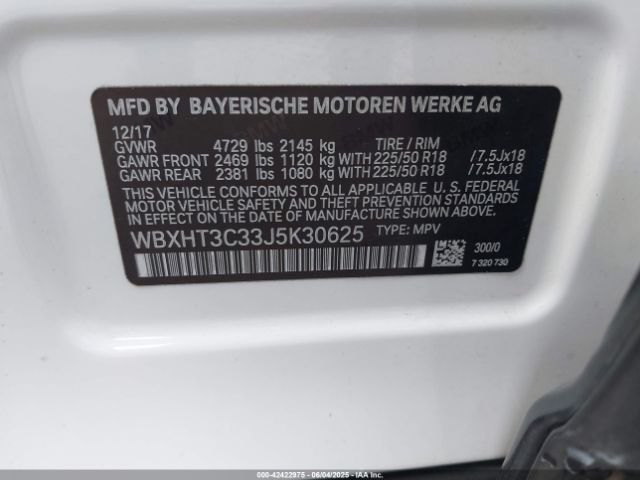 MFD BY BAYERISCHE MOTOREN WERKE AG
12/17
GVWR 4729 lbs 2145 kg TIRE / RIM
GAWR FRONT 2469 lbs 1120 kg WITH 225/50 R18 /7.5Jx18
GAWR REAR 2381 lbs 1080 kg WITH 225/50 R18 /7.5Jx18
THIS VEHICLE CONFORMS TO ALL APPLICABLE U. S. FEDERAL
MOTOR VEHICLE SAFETY AND THEFT PREVENTION STANDARDS
IN EFFECT ON THE DATE OF MANUFACTURE SHOWN ABOVE.
WBXHT3C33J5K30625 TYPE: MPV
300/0
7 320 730
000-42422975 - 06/04/2025 - IAA Inc.